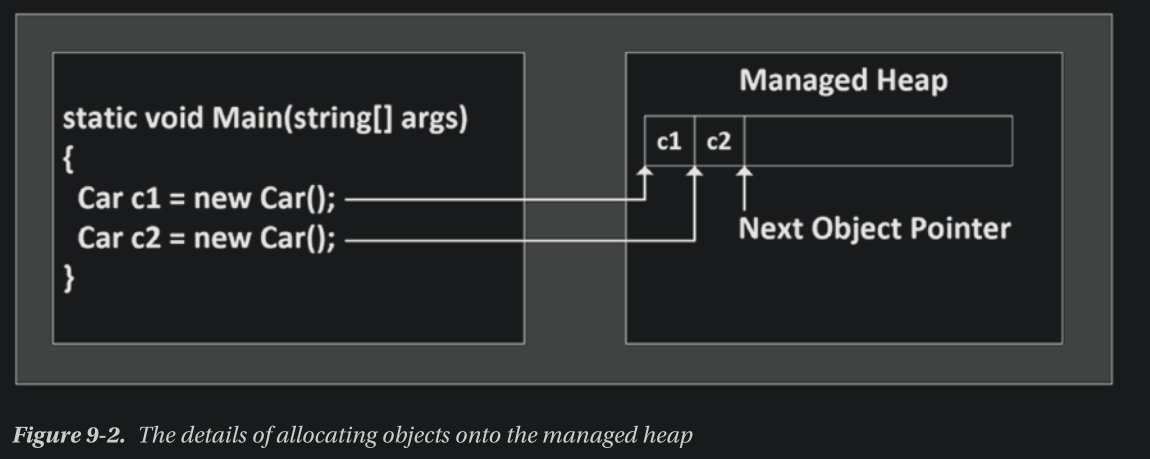 static void Main(string[] args)
{
Car c1 = new Car();
Car c2 = new Car();
}
Managed Heap
c1 c2
Next Object Pointer
Figure 9-2. The details of allocating objects onto the managed heap